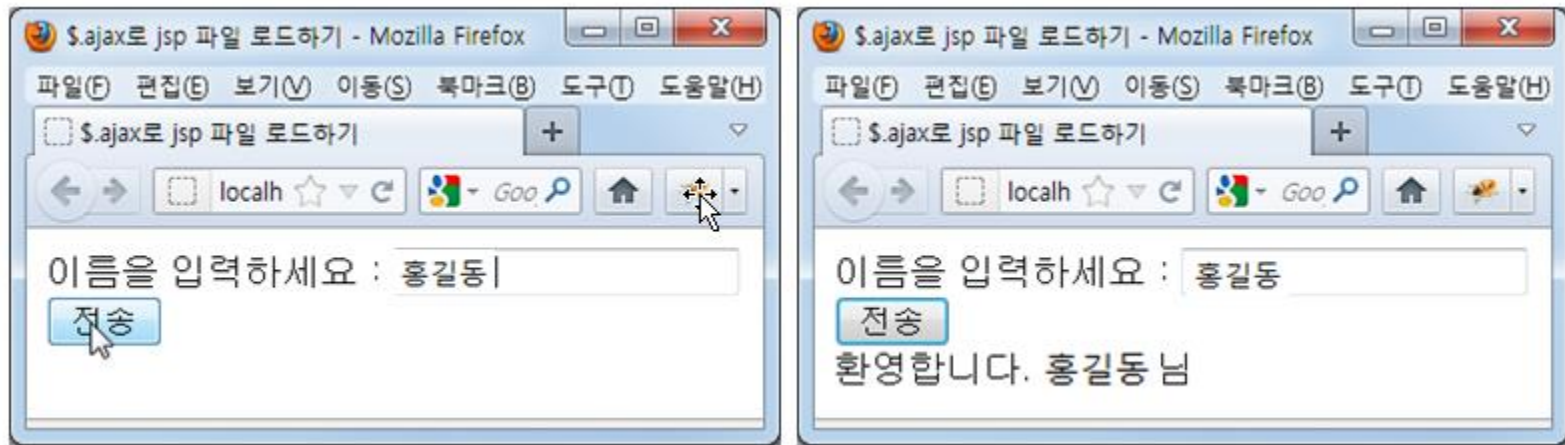 $.ajax로 jsp 파일 로드하기 - Mozilla Firefox
파일(F) 편집(E) 보기(V) 이동(S) 북마크(B) 도구(T) 도움말(H)
$.ajax로 jsp 파일 로드하기
localh Goo
이름을 입력하세요 : 홍길동
전송
$.ajax로 jsp 파일 로드하기 - Mozilla Firefox
파일(F) 편집(E) 보기(V) 이동(S) 북마크(B) 도구(T) 도움말(H)
$.ajax로 jsp 파일 로드하기
localh Goo
이름을 입력하세요 : 홍길동
전송
환영합니다. 홍길동 님